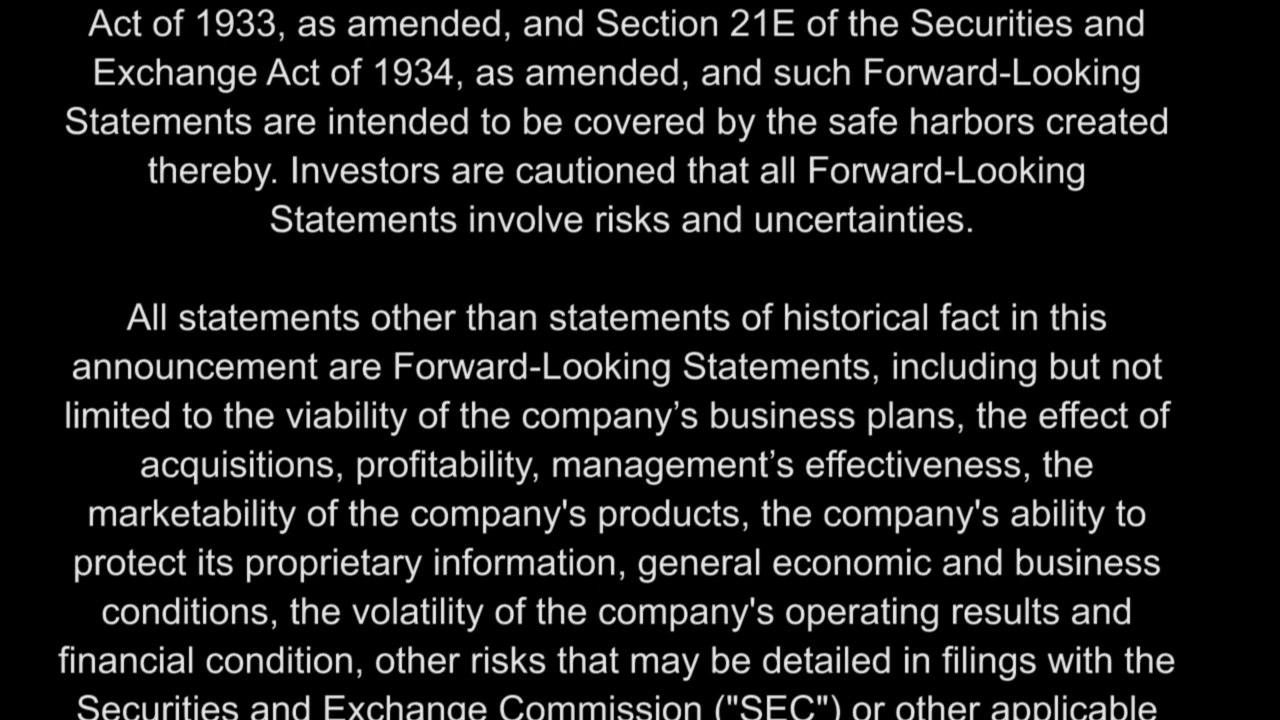 Act of 1933, as amended, and Section 21E of the Securities and
Exchange Act of 1934, as amended, and such Forward-Looking
Statements are intended to be covered by the safe harbors created
thereby. Investors are cautioned that all Forward-Looking
Statements involve risks and uncertainties.
All statements other than statements of historical fact in this
announcement are Forward-Looking Statements, including but not
limited to the viability of the company’s business plans, the effect of
acquisitions, profitability, management’s effectiveness, the
marketability of the company's products, the company's ability to
protect its proprietary information, general economic and business
conditions, the volatility of the company's operating results and
financial condition, other risks that may be detailed in filings with the
Securities and Exchange Commission ("SEC") or other applicable